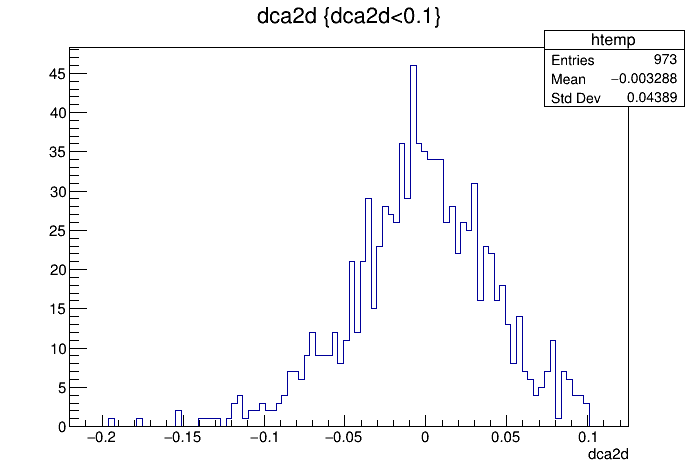 dca2d {dca2d<0.1}
htemp
Entries 973
Mean −0.003288
Std Dev 0.04389
45
40
35
30
25
20
15
10
5
0
−0.2 −0.15 −0.1 −0.05 0 0.05 0.1
dca2d